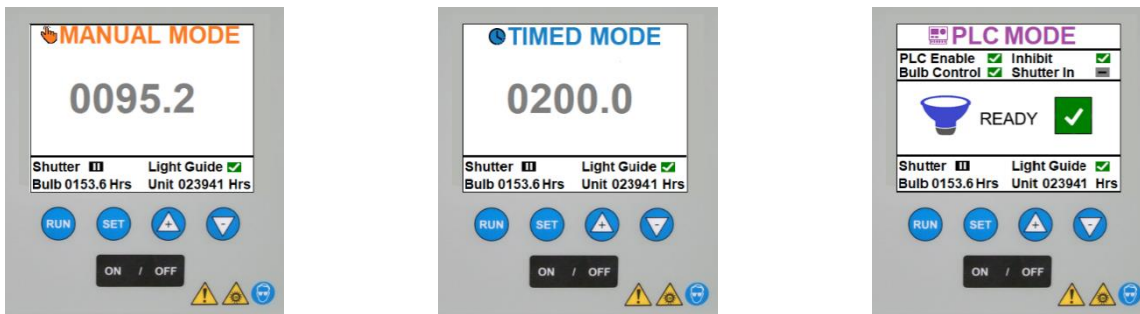 MANUAL MODE
0095.2
Shutter Light Guide
Bulb 0153.6 Hrs Unit 023941 Hrs
RUN SET + -
ON / OFF
TIMED MODE
0200.0
Shutter Light Guide
Bulb 0153.6 Hrs Unit 023941 Hrs
RUN SET + -
ON / OFF
PLC MODE
PLC Enable Inhibit
Bulb Control Shutter In
READY
Shutter Light Guide
Bulb 0153.6 Hrs Unit 023941 Hrs
RUN SET + -
ON / OFF